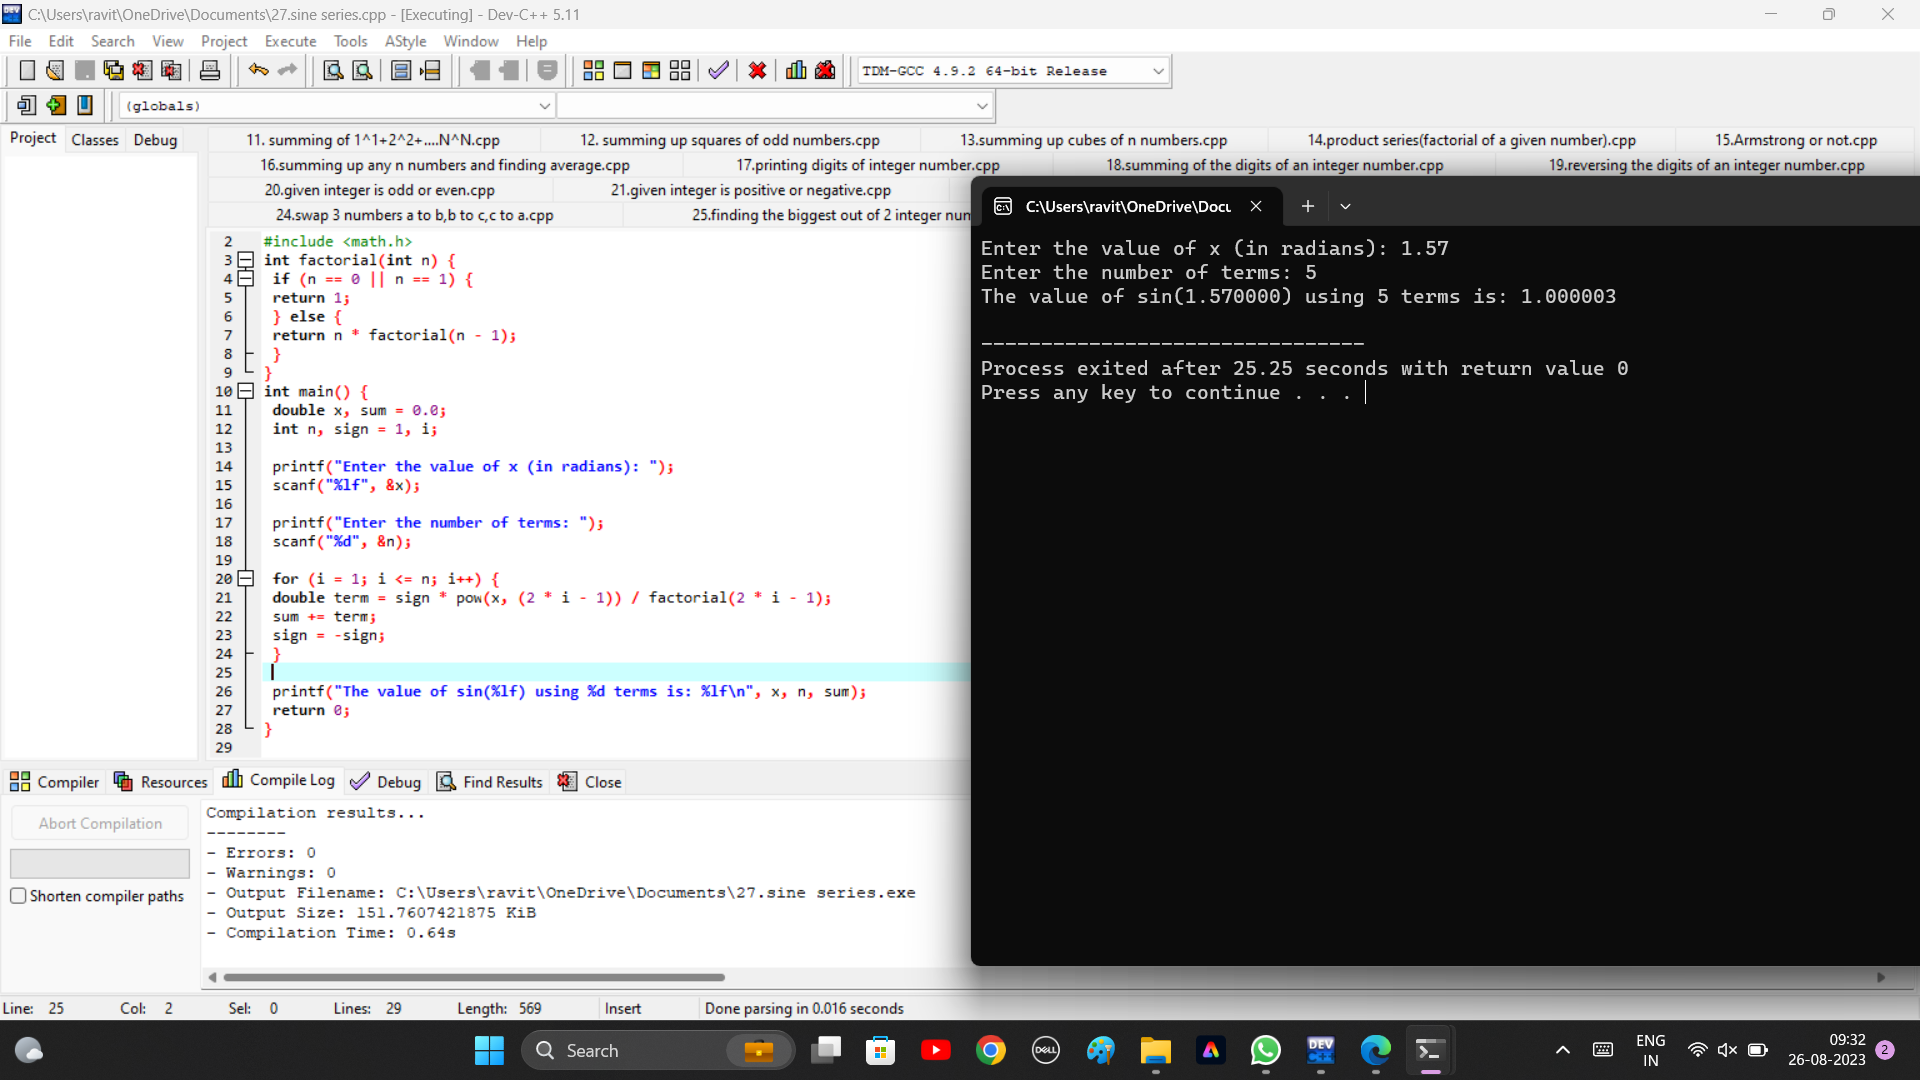 C:\Users\ravit\OneDrive\Documents\27.sine series.cpp - [Executing] - Dev-C++ 5.11
File Edit Search View Project Execute Tools AStyle Window Help
TDM-GCC 4.9.2 64-bit Release
(globals)
Project Classes Debug
11. summing of 1^1+2^2+....N^N.cpp 12. summing up squares of odd numbers.cpp 13.summing up cubes of n numbers.cpp 14.product series(factorial of a given number).cpp 15.Armstrong or not.cpp
16.summing up any n numbers and finding average.cpp 17.printing digits of integer number.cpp 18.summing of the digits of an integer number.cpp 19.reversing the digits of an integer number.cpp
20.given integer is odd or even.cpp 21.given integer is positive or negative.cpp
24.swap 3 numbers a to b,b to c,c to a.cpp 25.finding the biggest out of 2 integer nun
2 #include <math.h>
3 int factorial(int n) {
4 if (n == 0 || n == 1) {
5 return 1;
6 } else {
7 return n * factorial(n - 1);
8 }
9 }
10 int main() {
11 double x, sum = 0.0;
12 int n, sign = 1, i;
13
14 printf("Enter the value of x (in radians): ");
15 scanf("%lf", &x);
16
17 printf("Enter the number of terms: ");
18 scanf("%d", &n);
19
20 for (i = 1; i <= n; i++) {
21 double term = sign * pow(x, (2 * i - 1)) / factorial(2 * i - 1);
22 sum += term;
23 sign = -sign;
24 }
25
26 printf("The value of sin(%lf) using %d terms is: %lf\n", x, n, sum);
27 return 0;
28 }
29
C:\Users\ravit\OneDrive\Docu
Enter the value of x (in radians): 1.57
Enter the number of terms: 5
The value of sin(1.570000) using 5 terms is: 1.000003
--------------------------------
Process exited after 25.25 seconds with return value 0
Press any key to continue . . .
Compiler Resources Compile Log Debug Find Results Close
Abort Compilation
Shorten compiler paths
Compilation results...
--------
- Errors: 0
- Warnings: 0
- Output Filename: C:\Users\ravit\OneDrive\Documents\27.sine series.exe
- Output Size: 151.7607421875 KiB
- Compilation Time: 0.64s
Line: 25 Col: 2 Sel: 0 Lines: 29 Length: 569 Insert Done parsing in 0.016 seconds
Search
DELL
DEV
ENG
IN
09:32
26-08-2023
2